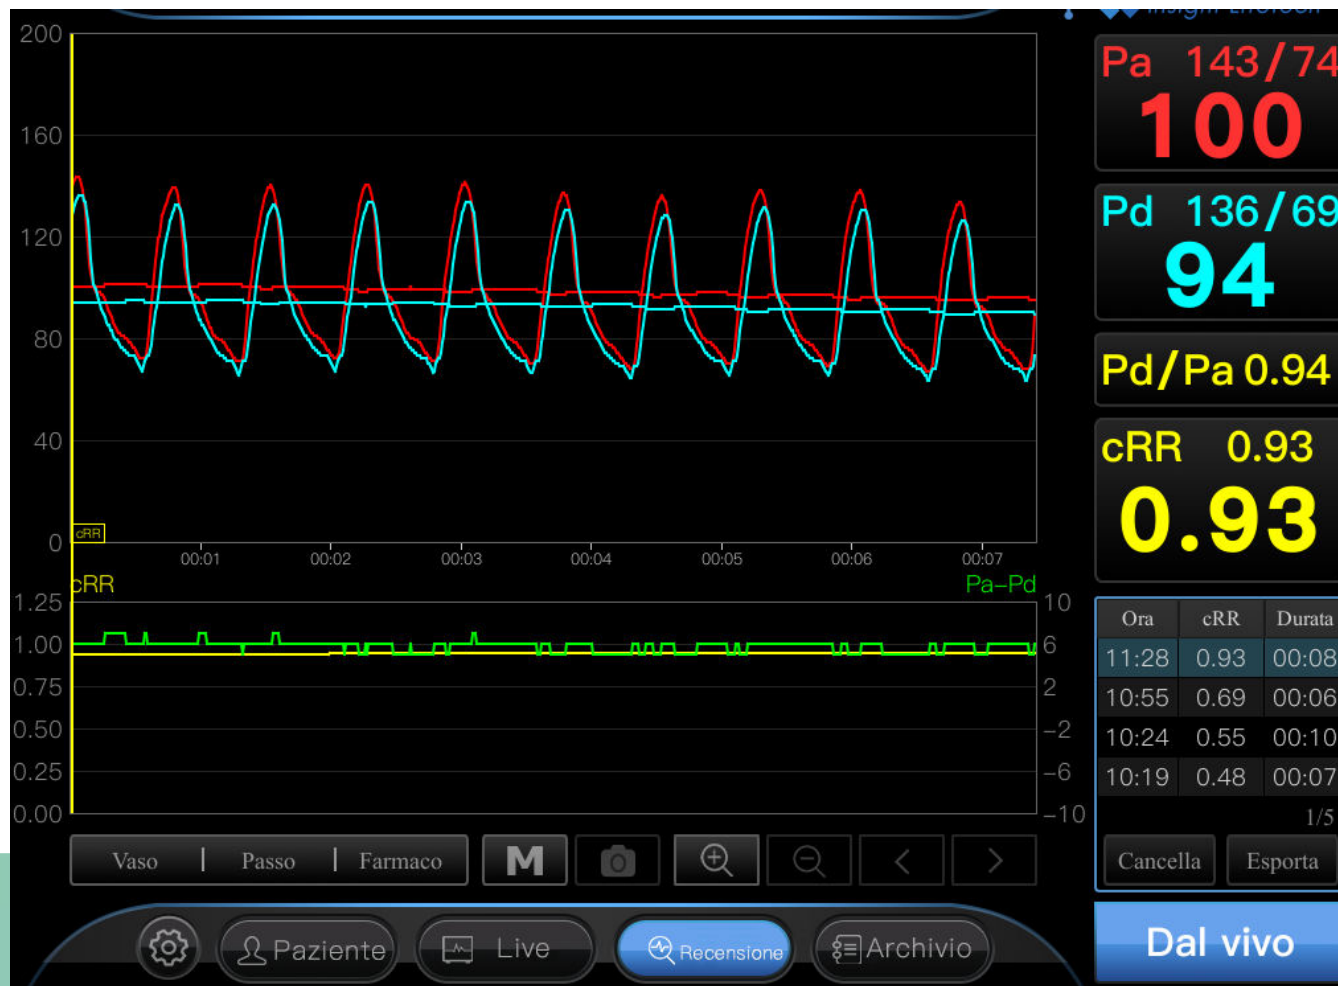 200
160
120
80
40
0
cRR
00:01 00:02 00:03 00:04 00:05 00:06 00:07
cRR Pa-Pd
1.25 10
1.00 6
0.75 2
0.50 -2
0.25 -6
0.00 -10
Vaso | Passo | Farmaco M
Paziente Live Recensione Archivio
Pa 143/74
100
Pd 136/69
94
Pd/Pa 0.94
cRR 0.93
0.93
Ora cRR Durata
11:28 0.93 00:08
10:55 0.69 00:06
10:24 0.55 00:10
10:19 0.48 00:07
1/5
Cancella Esporta
Dal vivo